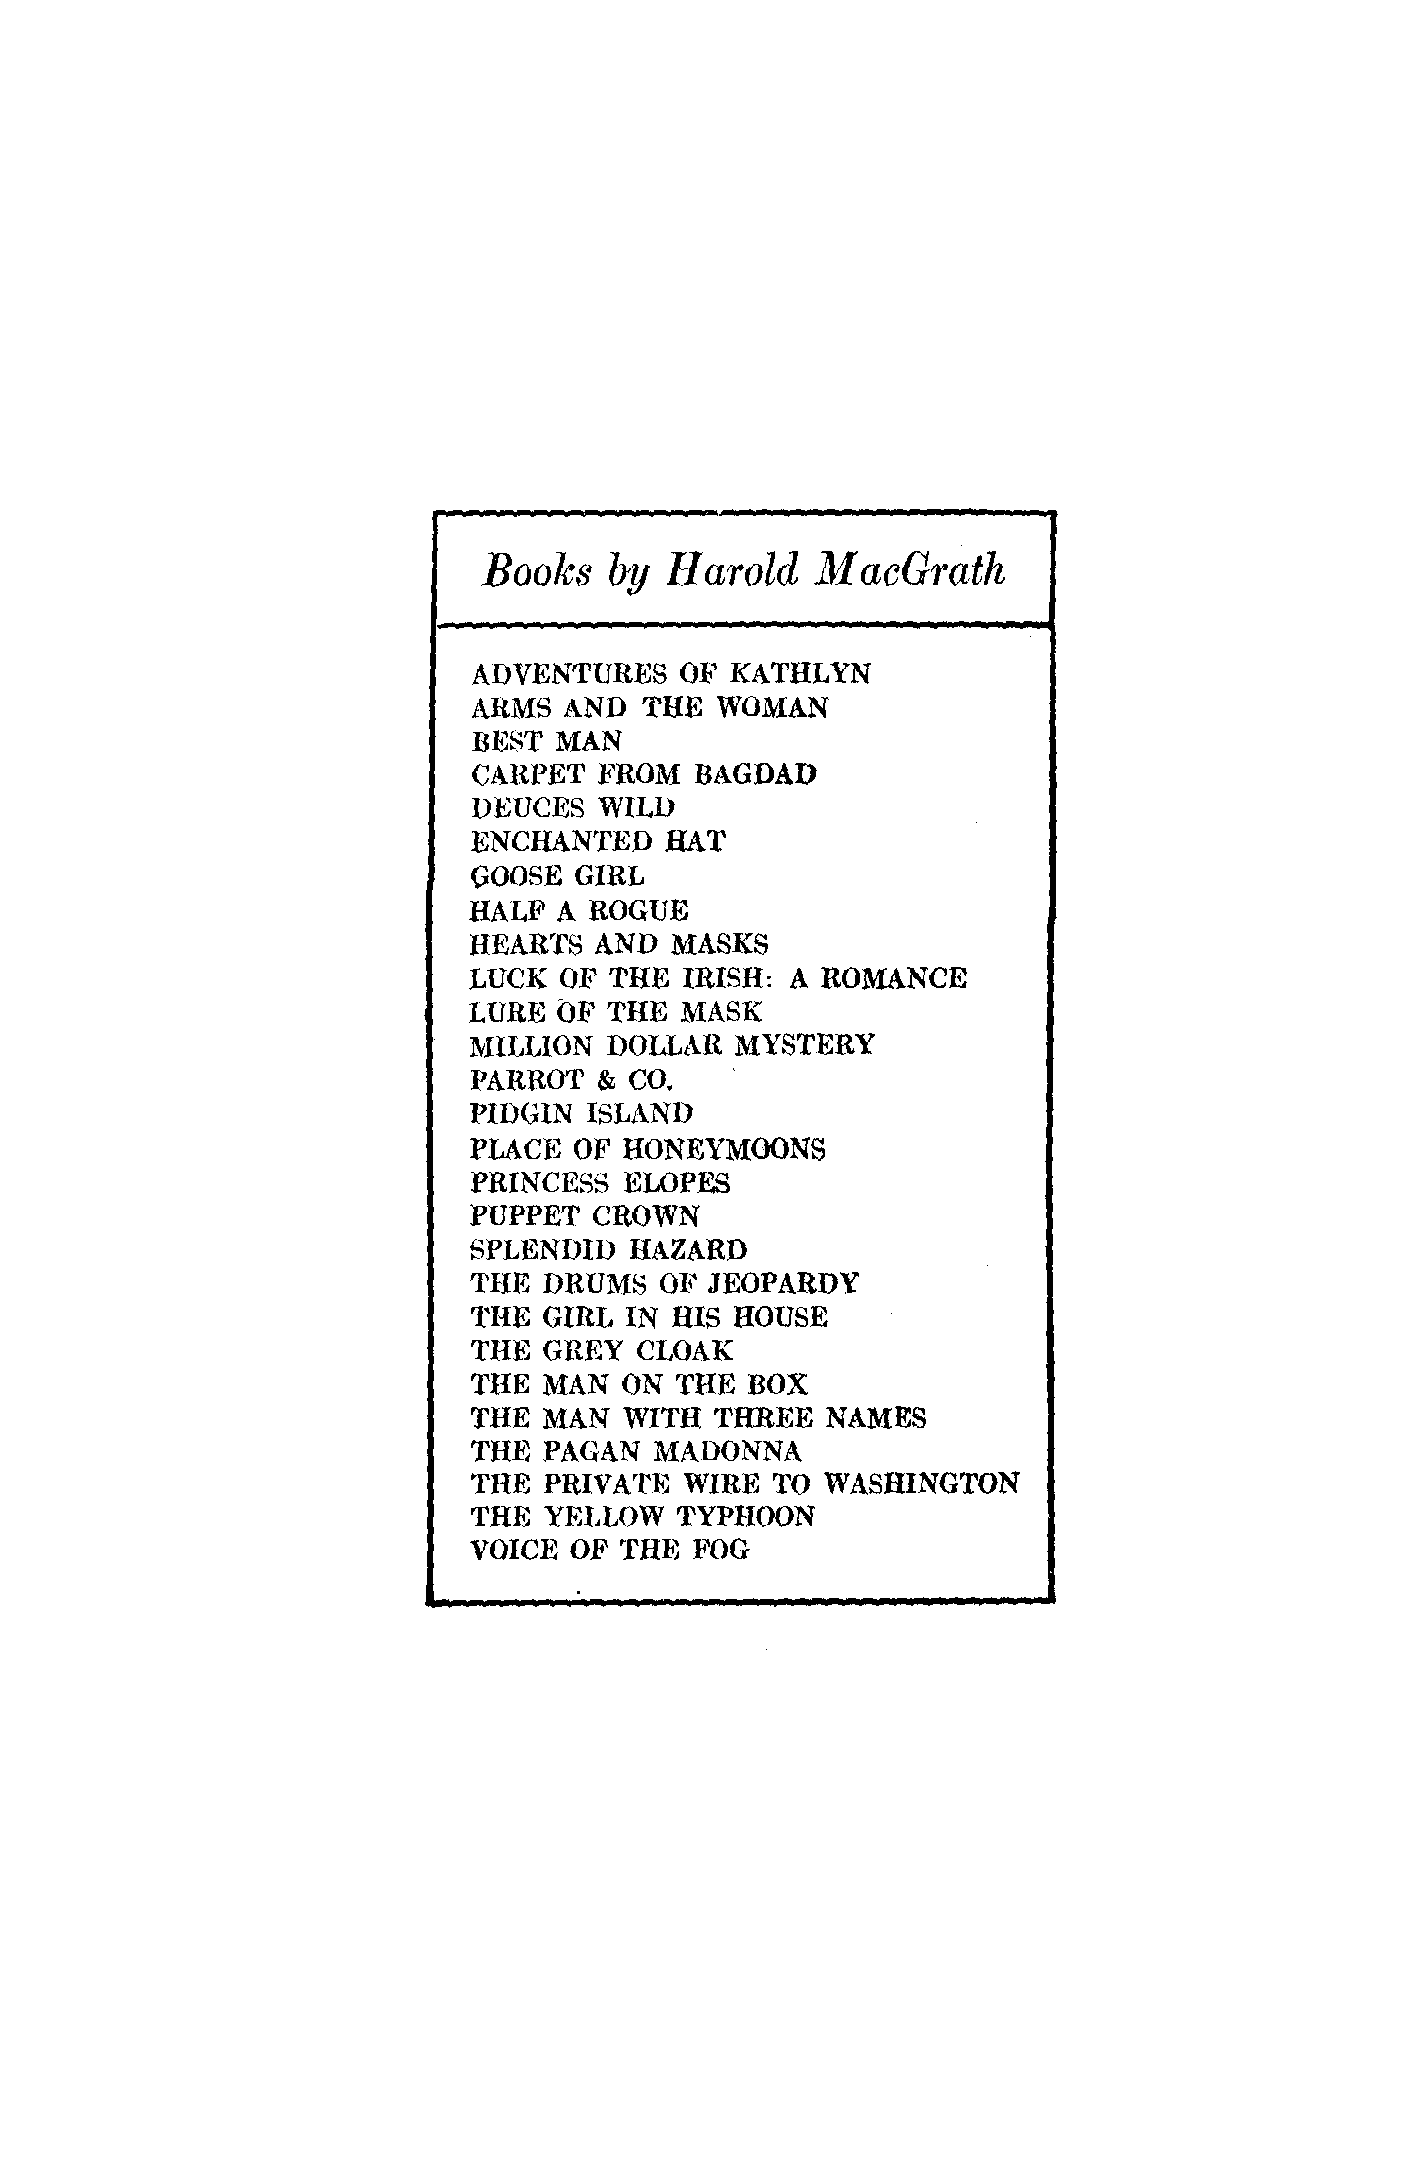 Books by Harold MacGrath
ADVENTURES OF KATHLYN
ARMS AND THE WOMAN
BEST MAN
CARPET FROM BAGDAD
DEUCES WILD
ENCHANTED HAT
GOOSE GIRL
HALF A ROGUE
HEARTS AND MASKS
LUCK OF THE IRISH: A ROMANCE
LURE OF THE MASK
MILLION DOLLAR MYSTERY
PARROT & CO.
PIDGIN ISLAND
PLACE OF HONEYMOONS
PRINCESS ELOPES
PUPPET CROWN
SPLENDID HAZARD
THE DRUMS OF JEOPARDY
THE GIRL IN HIS HOUSE
THE GREY CLOAK
THE MAN ON THE BOX
THE MAN WITH THREE NAMES
THE PAGAN MADONNA
THE PRIVATE WIRE TO WASHINGTON
THE YELLOW TYPHOON
VOICE OF THE FOG